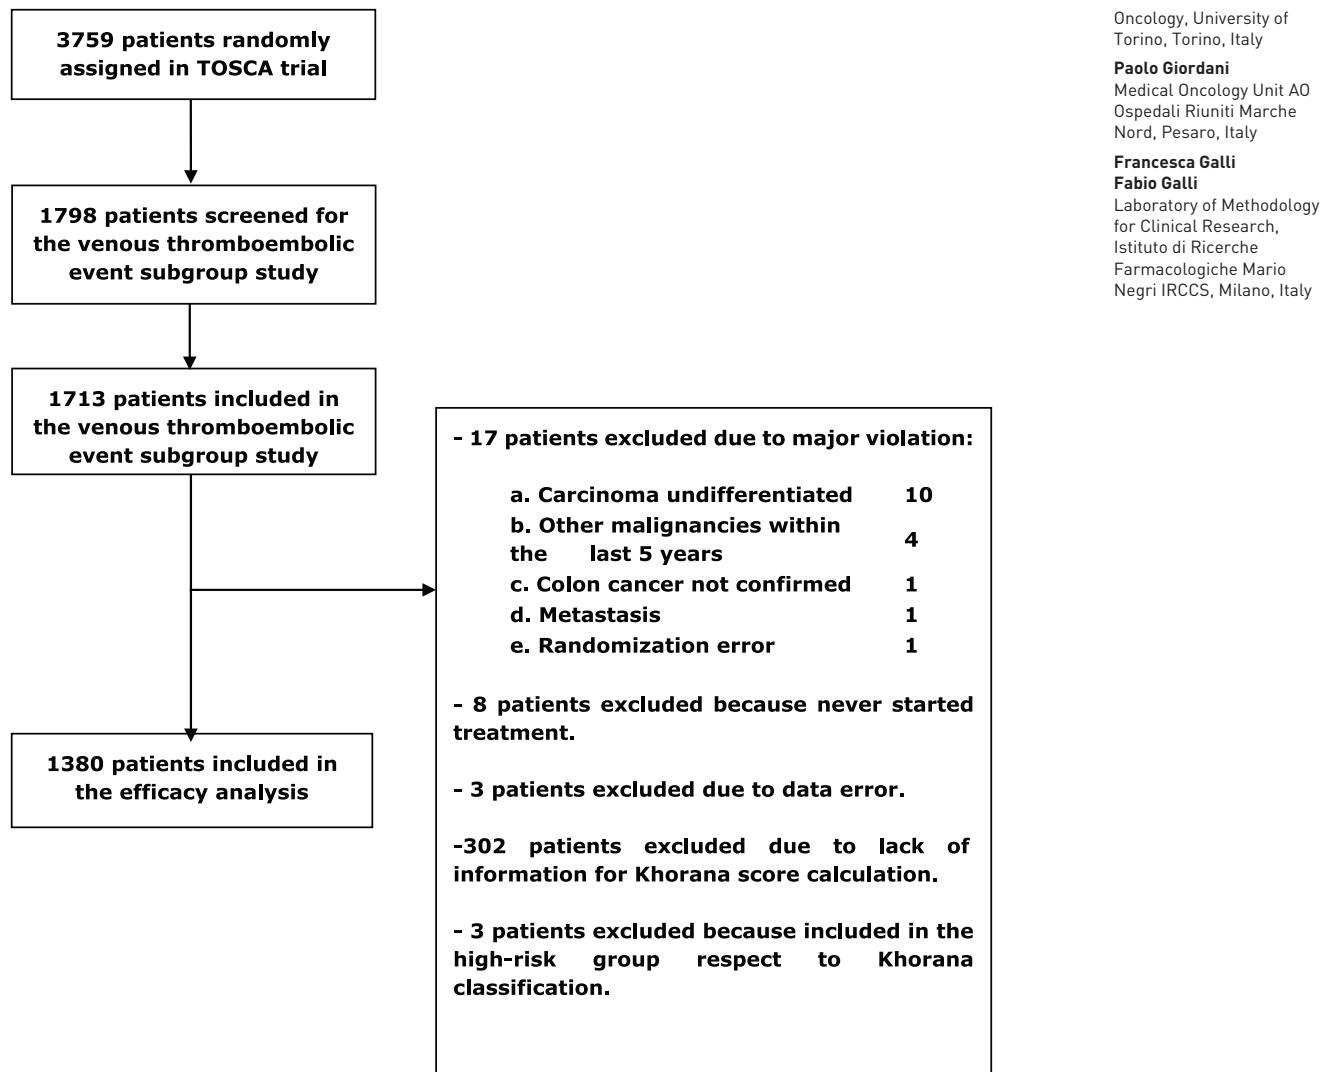 3759 patients randomly
assigned in TOSCA trial
1798 patients screened for
the venous thromboembolic
event subgroup study
1713 patients included in
the venous thromboembolic
event subgroup study
- 17 patients excluded due to major violation:
a. Carcinoma undifferentiated 10
b. Other malignancies within
the last 5 years 4
c. Colon cancer not confirmed 1
d. Metastasis 1
e. Randomization error 1
- 8 patients excluded because never started
treatment.
- 3 patients excluded due to data error.
-302 patients excluded due to lack of
information for Khorana score calculation.
- 3 patients excluded because included in the
high-risk group respect to Khorana
classification.
1380 patients included in
the efficacy analysis
Oncology, University of
Torino, Torino, Italy
Paolo Giordani
Medical Oncology Unit AO
Ospedali Riuniti Marche
Nord, Pesaro, Italy
Francesca Galli
Fabio Galli
Laboratory of Methodology
for Clinical Research,
Istituto di Ricerche
Farmacologiche Mario
Negri IRCCS, Milano, Italy